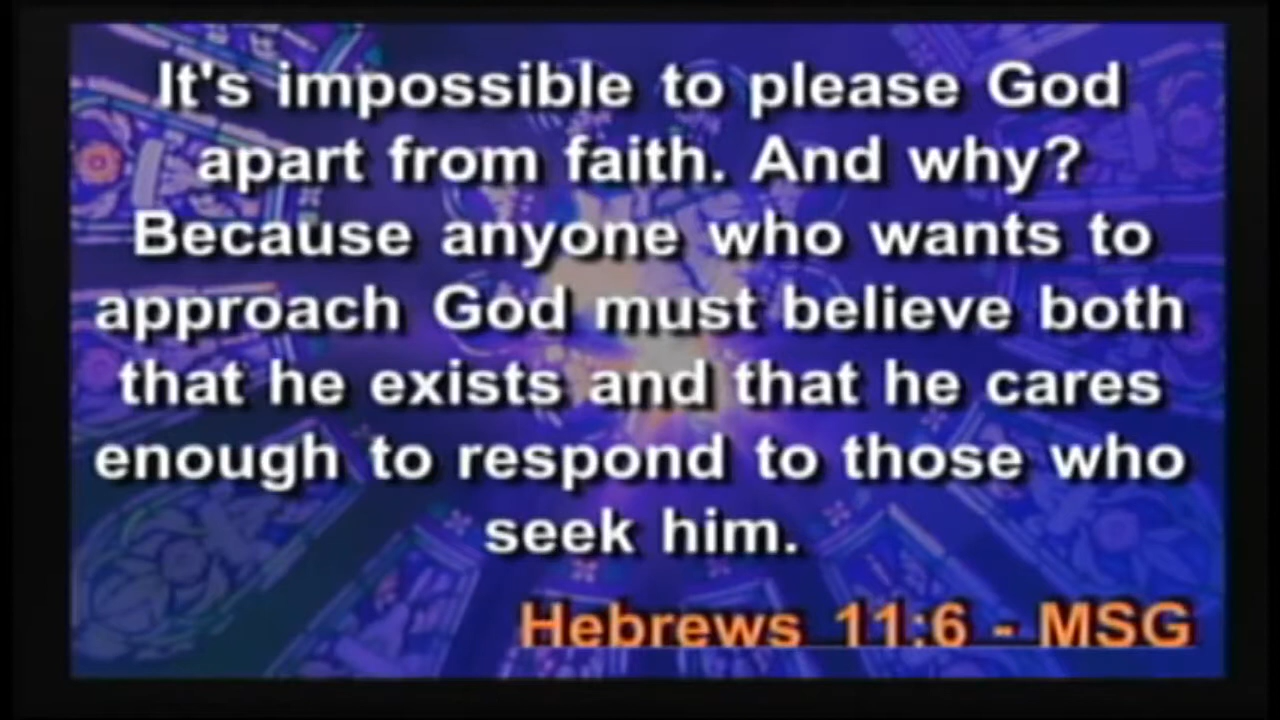 It's impossible to please God
apart from faith. And why?
Because anyone who wants to
approach God must believe both
that he exists and that he cares
enough to respond to those who
seek him.
Hebrews 11:6 - MSG